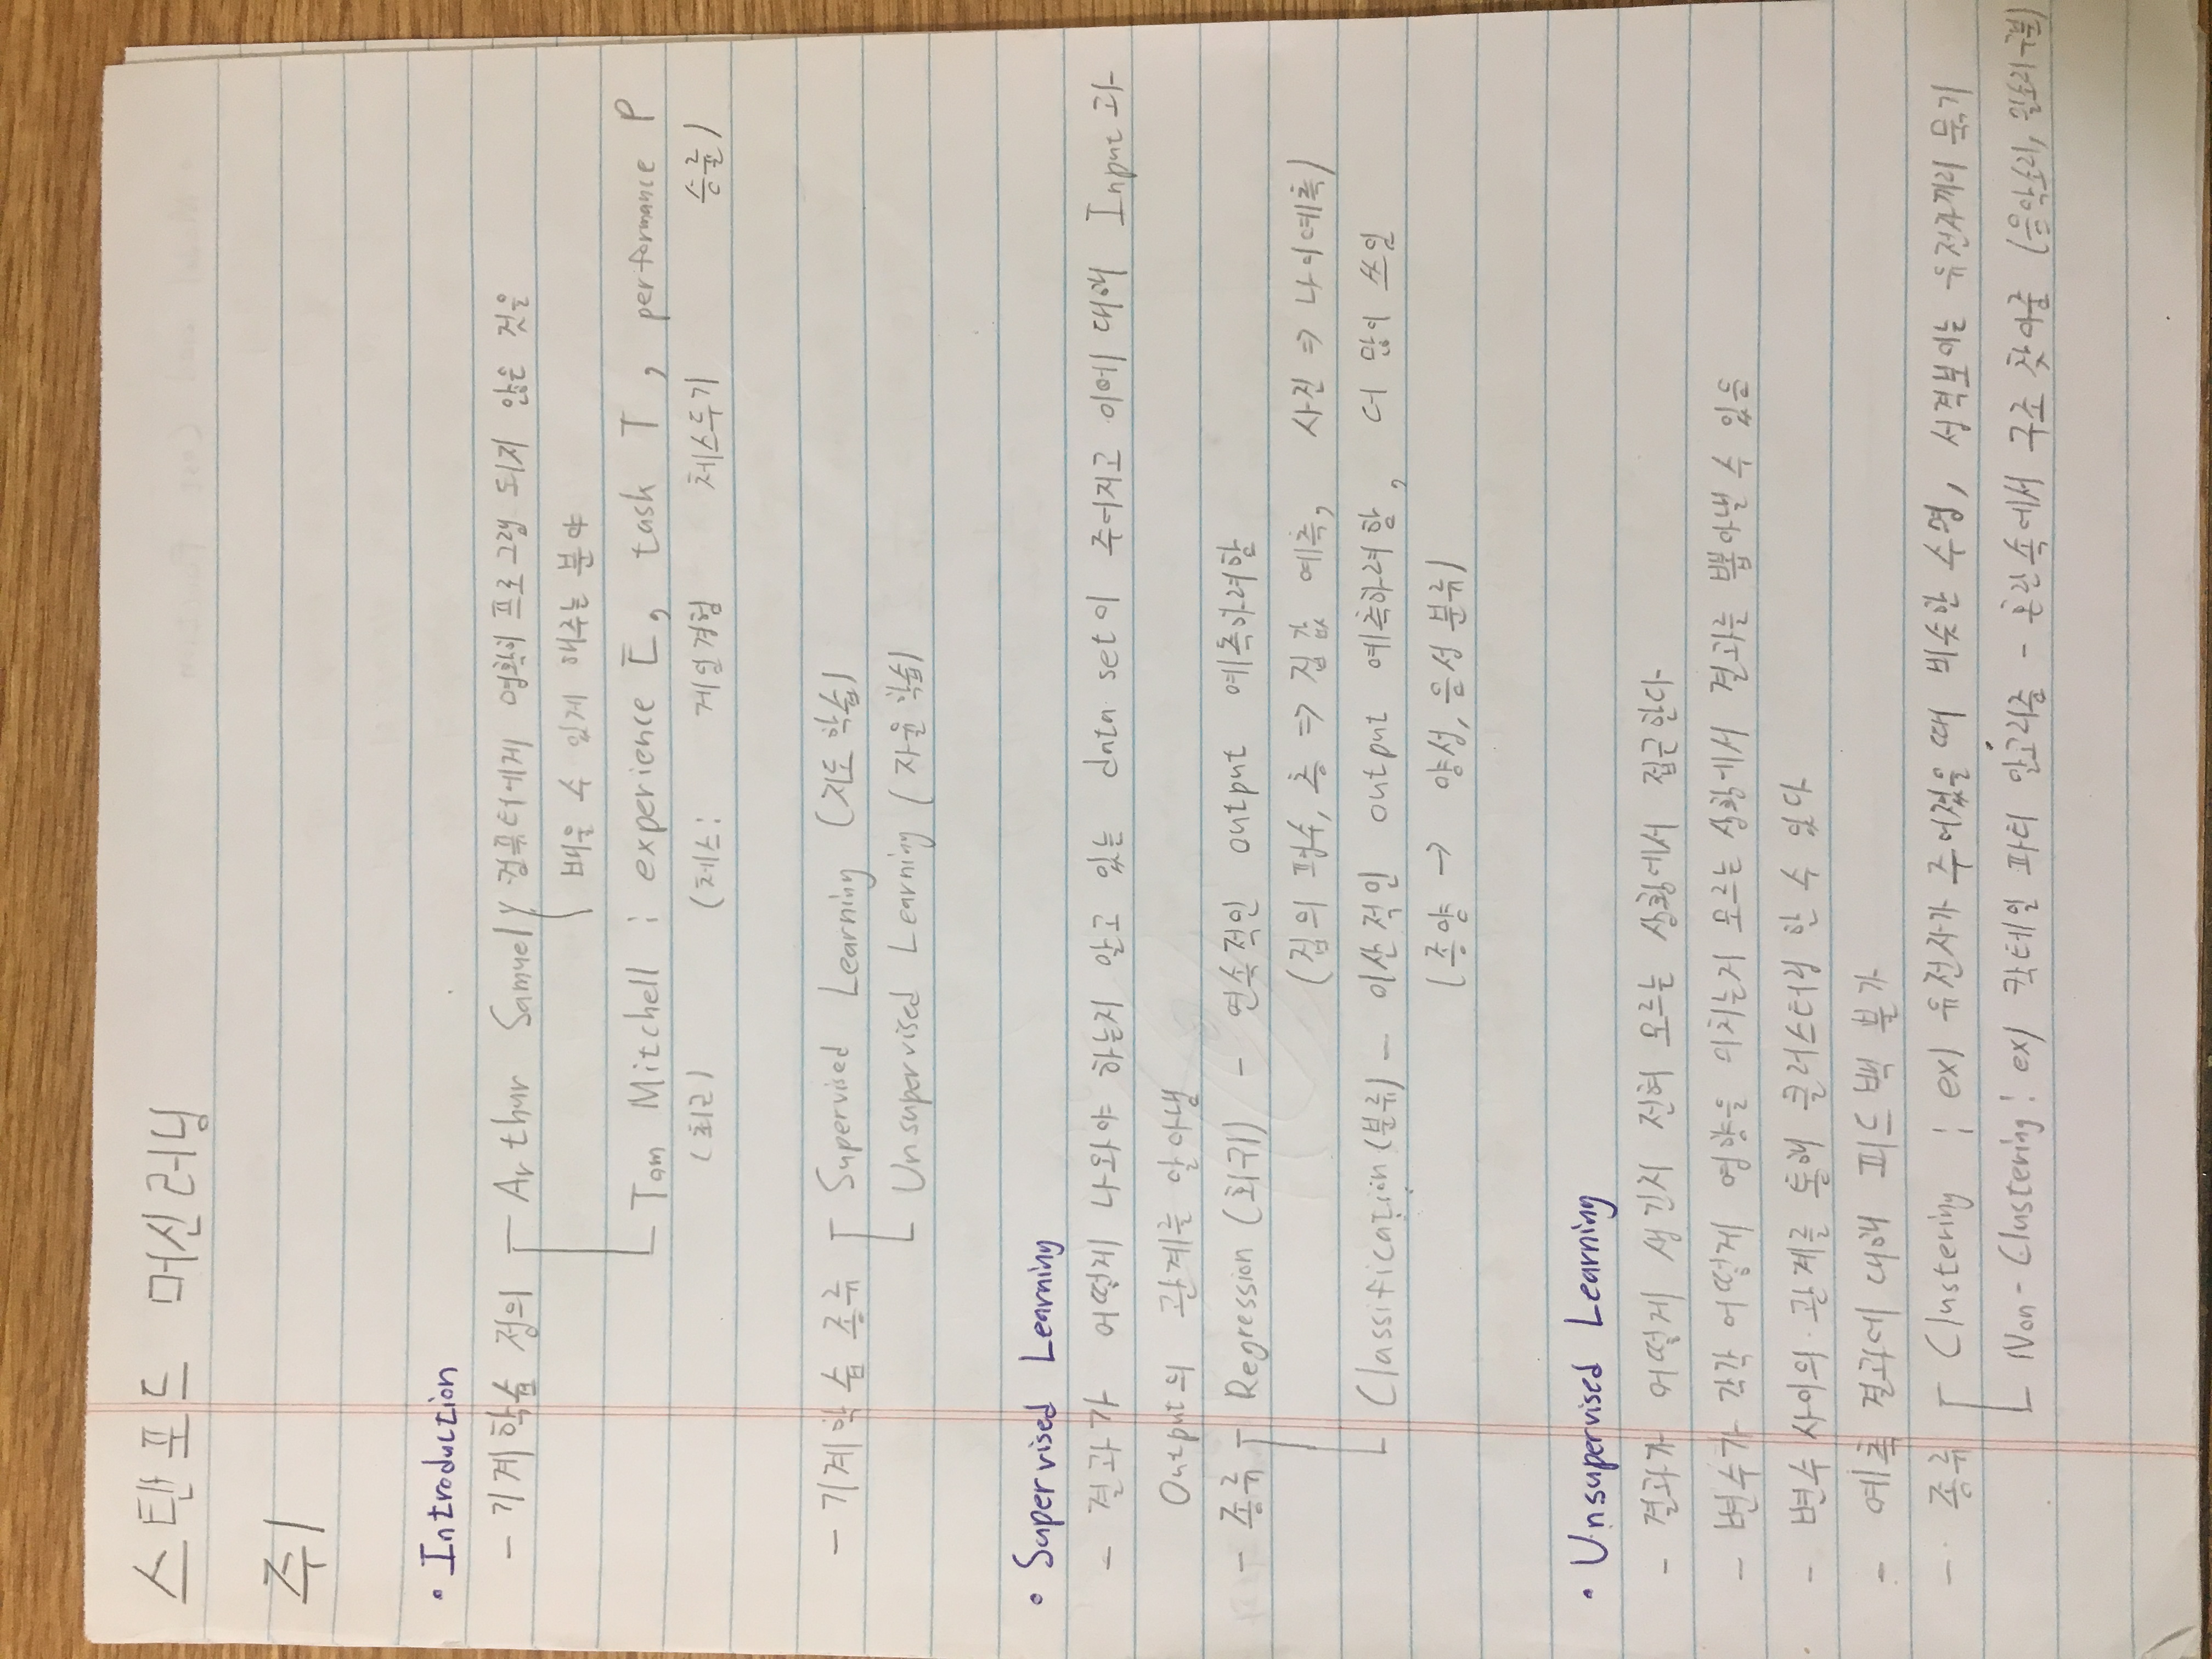 스탠포드 머신러닝
주1
• Introduction
- 기계학습 정의 Arthur Samuel 컴퓨터에게 명확히 프로그램 되지 않은 것을
배울 수 있게 해주는 분야
Tom Mitchell : experience E, task T, performance P
(최근) (체스: 게임경험 체스두기 승률)
- 기계학습 종류 Supervised Learning (지도학습)
Unsupervised Learning (자율학습)
• Supervised Learning
- 결과가 어떻게 나와야 하는지 알고 있는 data set이 주어지고 이에 대해 Input과
Output의 관계를 알아냄
- 종류 Regression (회귀) - 연속적인 output 예측하려함
(집의 평수, 층 => 집값 예측, 사진 => 나이예측)
Classification (분류) - 이산적인 output 예측하려함, 더 많이 쓰임
(종양 → 양성, 음성 분류)
• Unsupervised Learning
- 결과가 어떻게 생긴지 전혀 모르는 상황에서 접근한다
- 변수가 각각 어떻게 영향을 미치는지 모르는 상황에서 결과를 뽑아낼 수 있음
- 변수 사이의 관계를 통해 클러스터링 할 수 있다
- 예측 결과에 대해 피드백 불가
- 종류 Clustering : ex) 유전자가 주어졌을 때 비슷한 수명, 성격보이는 유전자끼리 묶기
Non-Clustering : ex) 칵테일 파티 알고리즘 - 혼란속에서 구조 찾아줌 (음악소리, 말소리 구분)